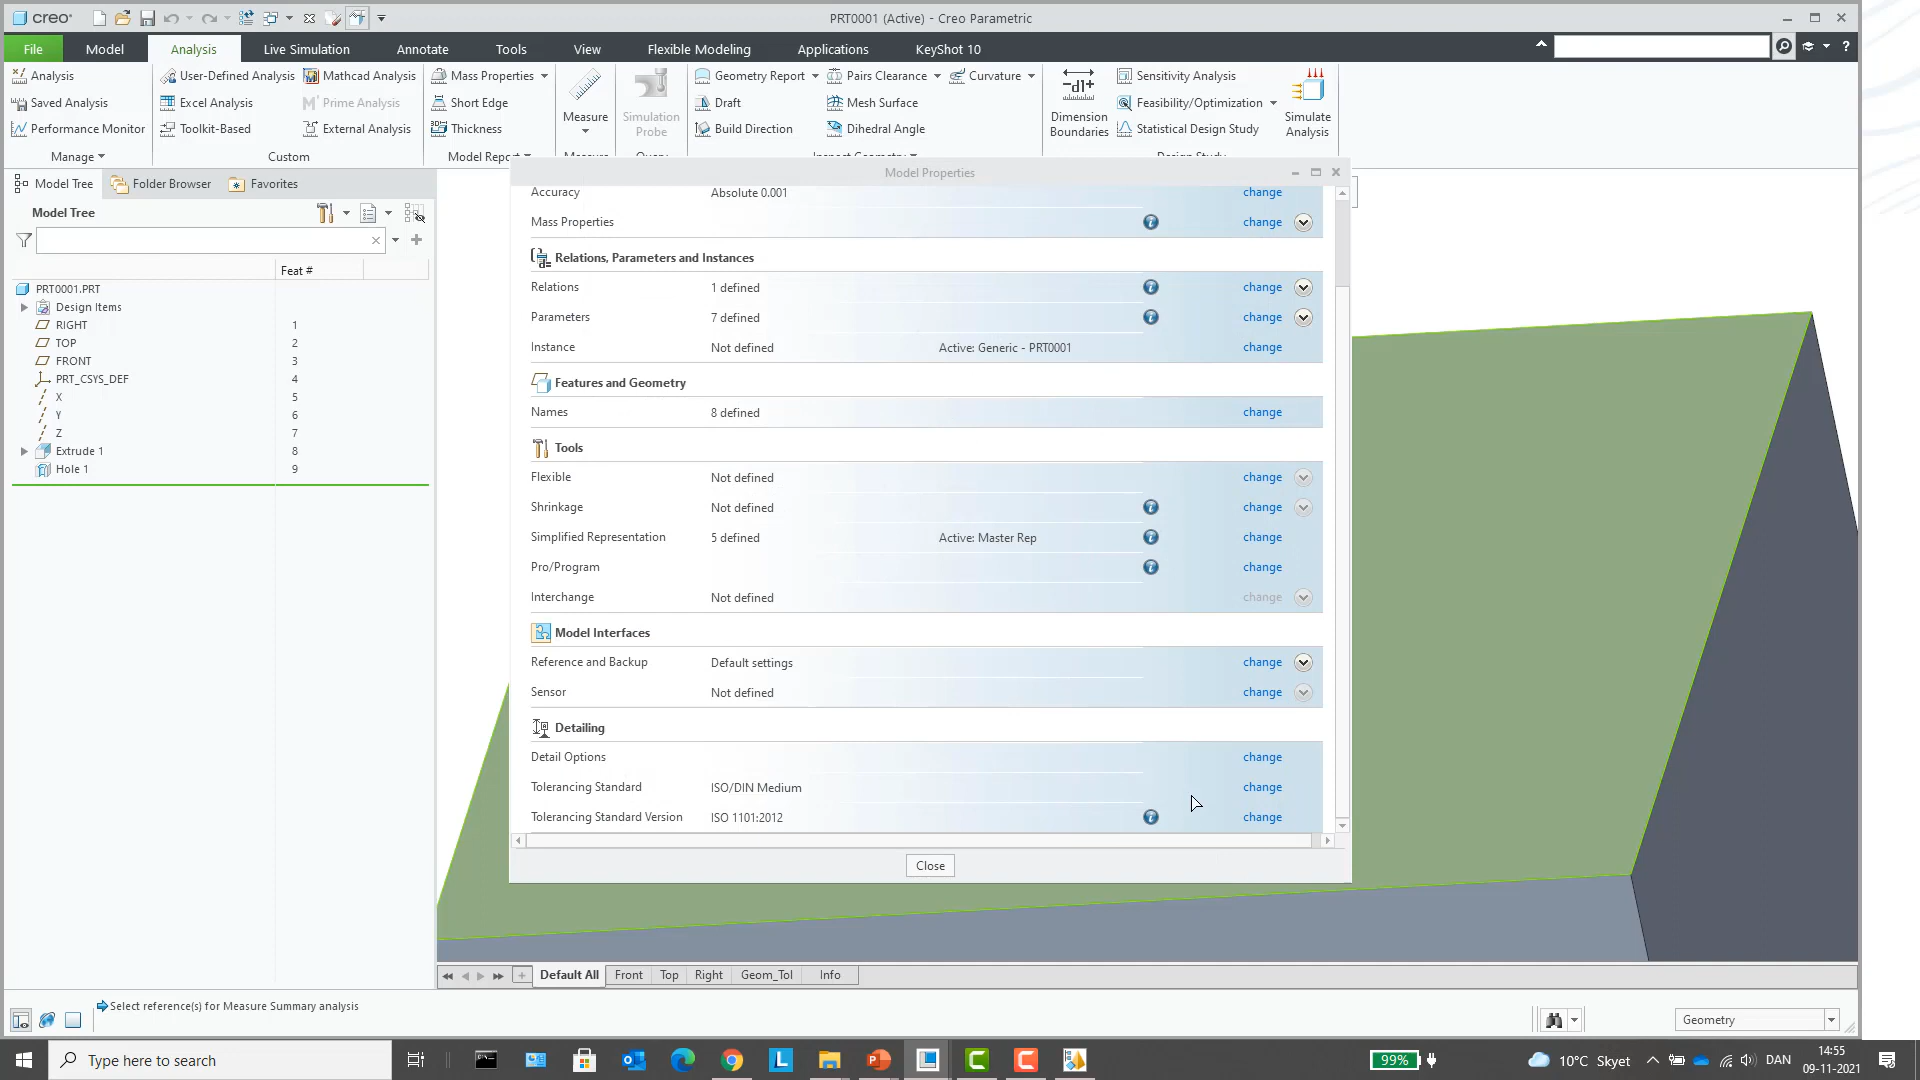 creo
PRT0001 (Active) - Creo Parametric
File
Model
Analysis
Live Simulation
Annotate
Tools
View
Flexible Modeling
Applications
KeyShot 10
Analysis
User-Defined Analysis
Mathcad Analysis
Mass Properties
Geometry Report
Pairs Clearance
Curvature
Sensitivity Analysis
Saved Analysis
Excel Analysis
Prime Analysis
Short Edge
Measure
Simulation Probe
Draft
Mesh Surface
Dimension Boundaries
Feasibility/Optimization
Simulate Analysis
Performance Monitor
Toolkit-Based
External Analysis
Thickness
Build Direction
Dihedral Angle
Statistical Design Study
Manage
Custom
Model Report
Model Tree
Folder Browser
Favorites
Model Tree
Feat #
PRT0001.PRT
Design Items
RIGHT 1
TOP 2
FRONT 3
PRT_CSYS_DEF 4
X 5
Y 6
Z 7
Extrude 1 8
Hole 1 9
Model Properties
Accuracy Absolute 0.001 change
Mass Properties change
Relations, Parameters and Instances
Relations 1 defined change
Parameters 7 defined change
Instance Not defined Active: Generic - PRT0001 change
Features and Geometry
Names 8 defined change
Tools
Flexible Not defined change
Shrinkage Not defined change
Simplified Representation 5 defined Active: Master Rep change
Pro/Program change
Interchange Not defined change
Model Interfaces
Reference and Backup Default settings change
Sensor Not defined change
Detailing
Detail Options change
Tolerancing Standard ISO/DIN Medium change
Tolerancing Standard Version ISO 1101:2012 change
Close
Default All
Front
Top
Right
Geom_Tol
Info
Select reference(s) for Measure Summary analysis
Geometry
Type here to search
99%
10°C Skyet
DAN
14:55
09-11-2021